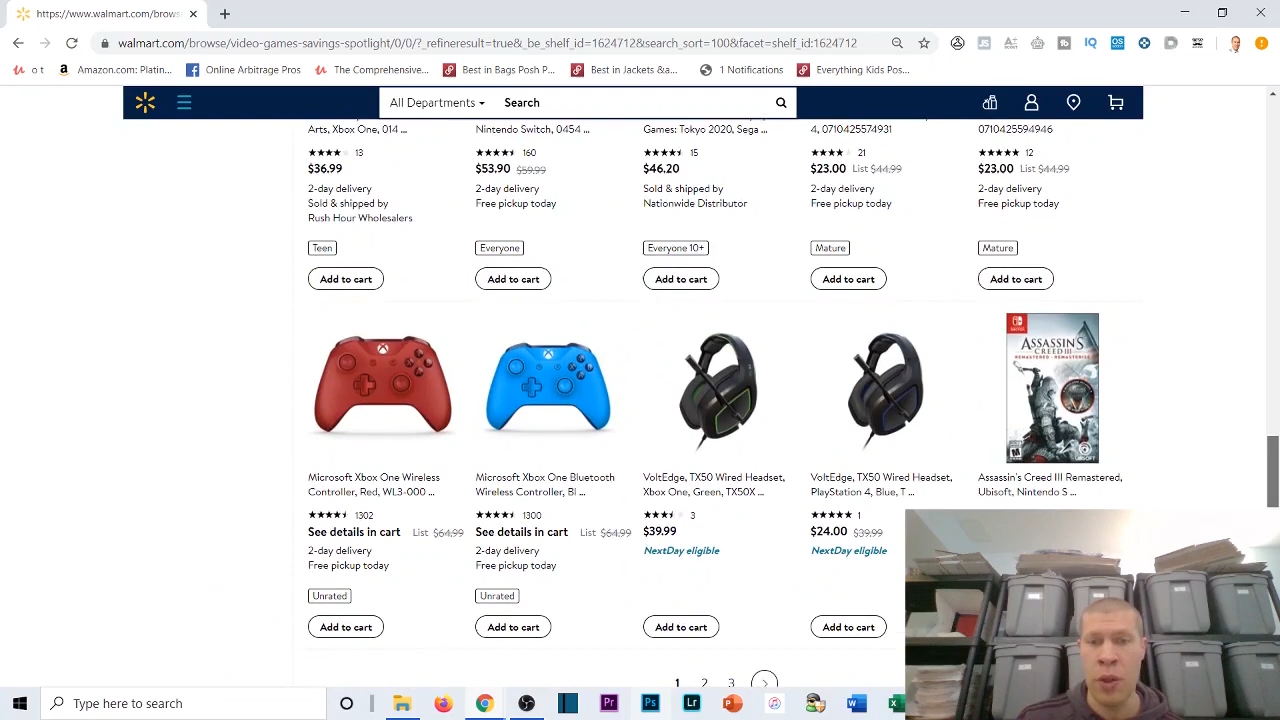 https://www.walmart.com/brows
https://www.walmart.com/browse/video-games-savings-spotlight/0/0/?_refineresult=true&_be_shelf_id=1624712&search_sort=100&facet=shelf_id:1624712
o t
Amazon.com: Platin...
Online Arbitrage Pros
The Comprehensive...
Best in Bags Posh P...
Best in Jackets &a...
1 Notifications
Everything Kids Pos...
All Departments
Search
Arts, Xbox One, 014 ...
Nintendo Switch, 0454 ...
Games: Tokyo 2020, Sega ...
4, 0710425574931
0710425594946
13
160
15
21
12
$36.99
$53.90 $59.99
$46.20
$23.00 List $44.99
$23.00 List $44.99
2-day delivery
Sold & shipped by
Rush Hour Wholesalers
2-day delivery
Free pickup today
Sold & shipped by
Nationwide Distributor
2-day delivery
Free pickup today
2-day delivery
Free pickup today
Teen
Everyone
Everyone 10+
Mature
Mature
Add to cart
Add to cart
Add to cart
Add to cart
Add to cart
ASSASSIN'S
CREED III
REMASTERED
UBISOFT
Microsoft Xbox One Wireless
Controller, Red, WL3-000 ...
Microsoft Xbox One Bluetooth
Wireless Controller, Bl ...
VoltEdge, TX50 Wired Headset,
Xbox One, Green, TX50X ...
VoltEdge, TX50 Wired Headset,
PlayStation 4, Blue, T ...
Assassin's Creed III Remastered,
Ubisoft, Nintendo S ...
1302
1300
3
1
See details in cart List $64.99
See details in cart List $64.99
$39.99
$24.00 $39.99
2-day delivery
Free pickup today
2-day delivery
Free pickup today
NextDay eligible
NextDay eligible
Unrated
Unrated
Add to cart
Add to cart
Add to cart
Add to cart
1 2 3
Type here to search